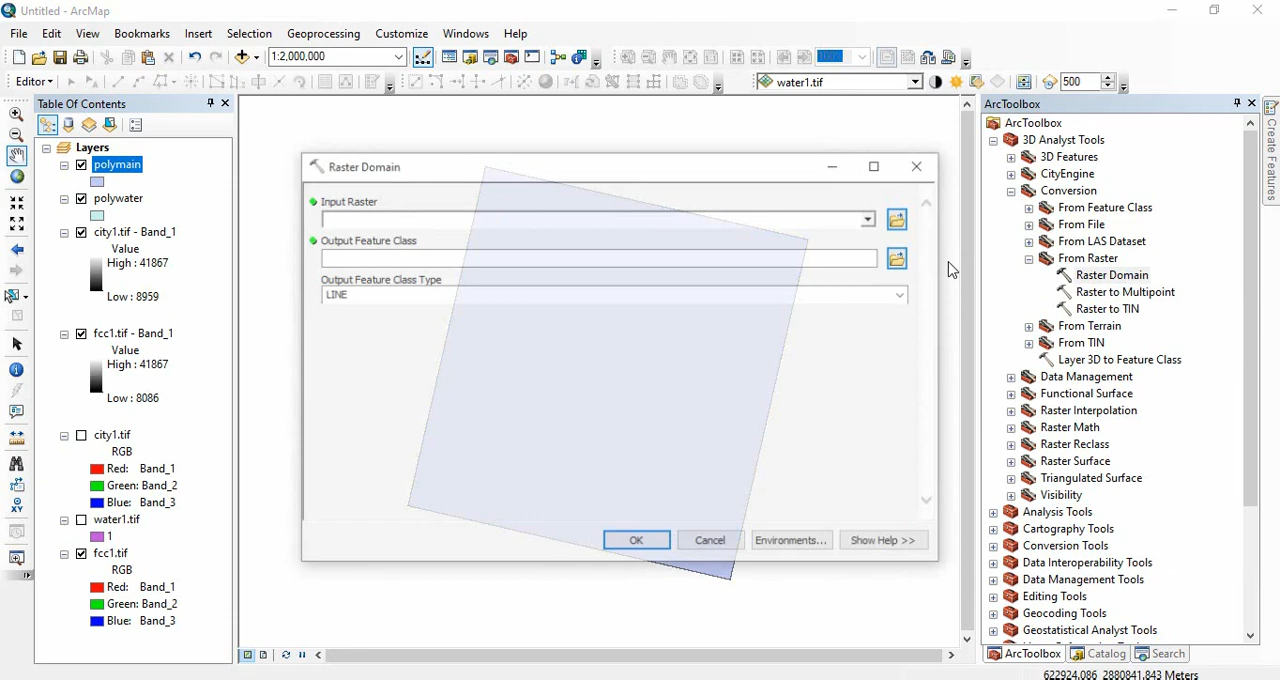 Untitled - ArcMap
File Edit View Bookmarks Insert Selection Geoprocessing Customize Windows Help
1:2,000,000
Editor
water1.tif
500
Table Of Contents
Layers
polymain
polywater
city1.tif - Band_1
Value
High : 41867
Low : 8959
fcc1.tif - Band_1
Value
High : 41867
Low : 8086
city1.tif
RGB
Red: Band_1
Green: Band_2
Blue: Band_3
water1.tif
1
fcc1.tif
RGB
Red: Band_1
Green: Band_2
Blue: Band_3
Raster Domain
Input Raster
Output Feature Class
Output Feature Class Type
LINE
OK Cancel Environments... Show Help >>
ArcToolbox
ArcToolbox
3D Analyst Tools
3D Features
CityEngine
Conversion
From Feature Class
From File
From LAS Dataset
From Raster
Raster Domain
Raster to Multipoint
Raster to TIN
From Terrain
From TIN
Layer 3D to Feature Class
Data Management
Functional Surface
Raster Interpolation
Raster Math
Raster Reclass
Raster Surface
Triangulated Surface
Visibility
Analysis Tools
Cartography Tools
Conversion Tools
Data Interoperability Tools
Data Management Tools
Editing Tools
Geocoding Tools
Geostatistical Analyst Tools
ArcToolbox Catalog Search
Create Features
622924.086 2880841.843 Meters